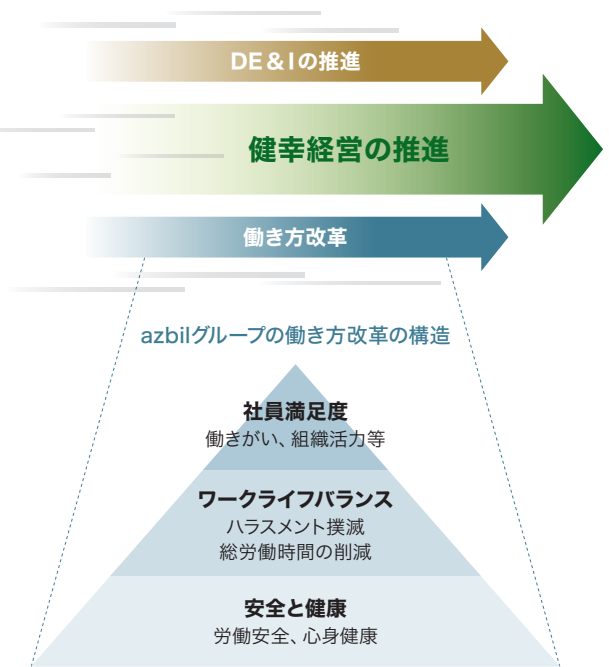 DE&Iの推進
健幸経営の推進
働き方改革
azbilグループの働き方改革の構造
社員満足度
働きがい、組織活力等
ワークライフバランス
ハラスメント撲滅
総労働時間の削減
安全と健康
労働安全、心身健康